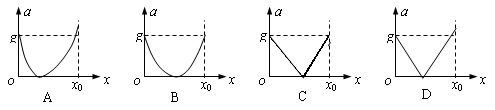 a a a a
g g g g
o x₀ x o x₀ x o x₀ x o x₀ x
A B C D